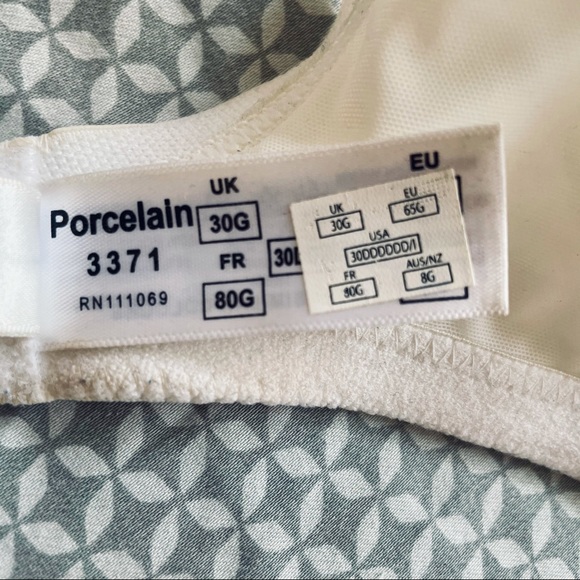 UK
EU
Porcelain
30G
3371
FR
30
RN111069
80G
UK
EU
30G
65G
USA
30DDDDDD/I
FR
AUS/NZ
80G
8G